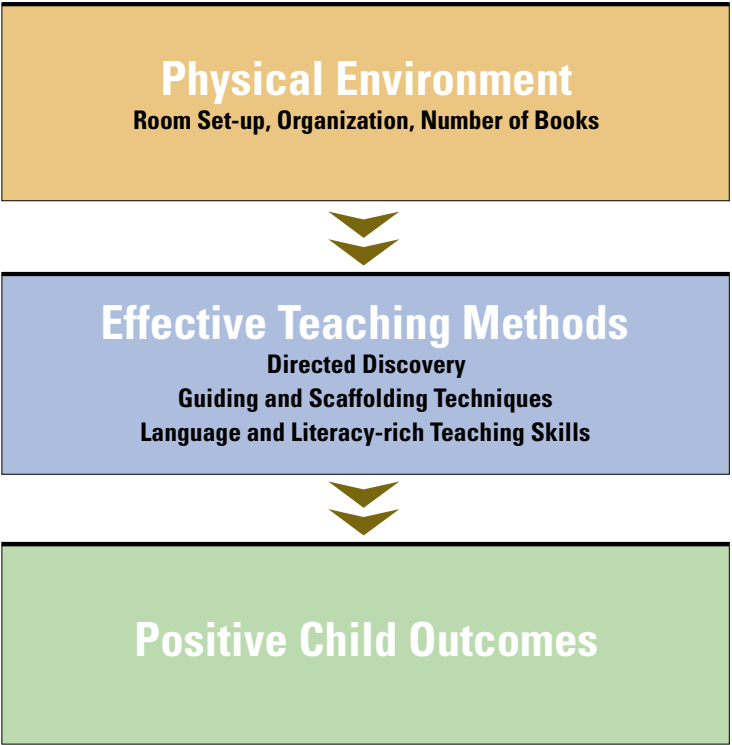 Physical Environment
Room Set-up, Organization, Number of Books
Effective Teaching Methods
Directed Discovery
Guiding and Scaffolding Techniques
Language and Literacy-rich Teaching Skills
Positive Child Outcomes